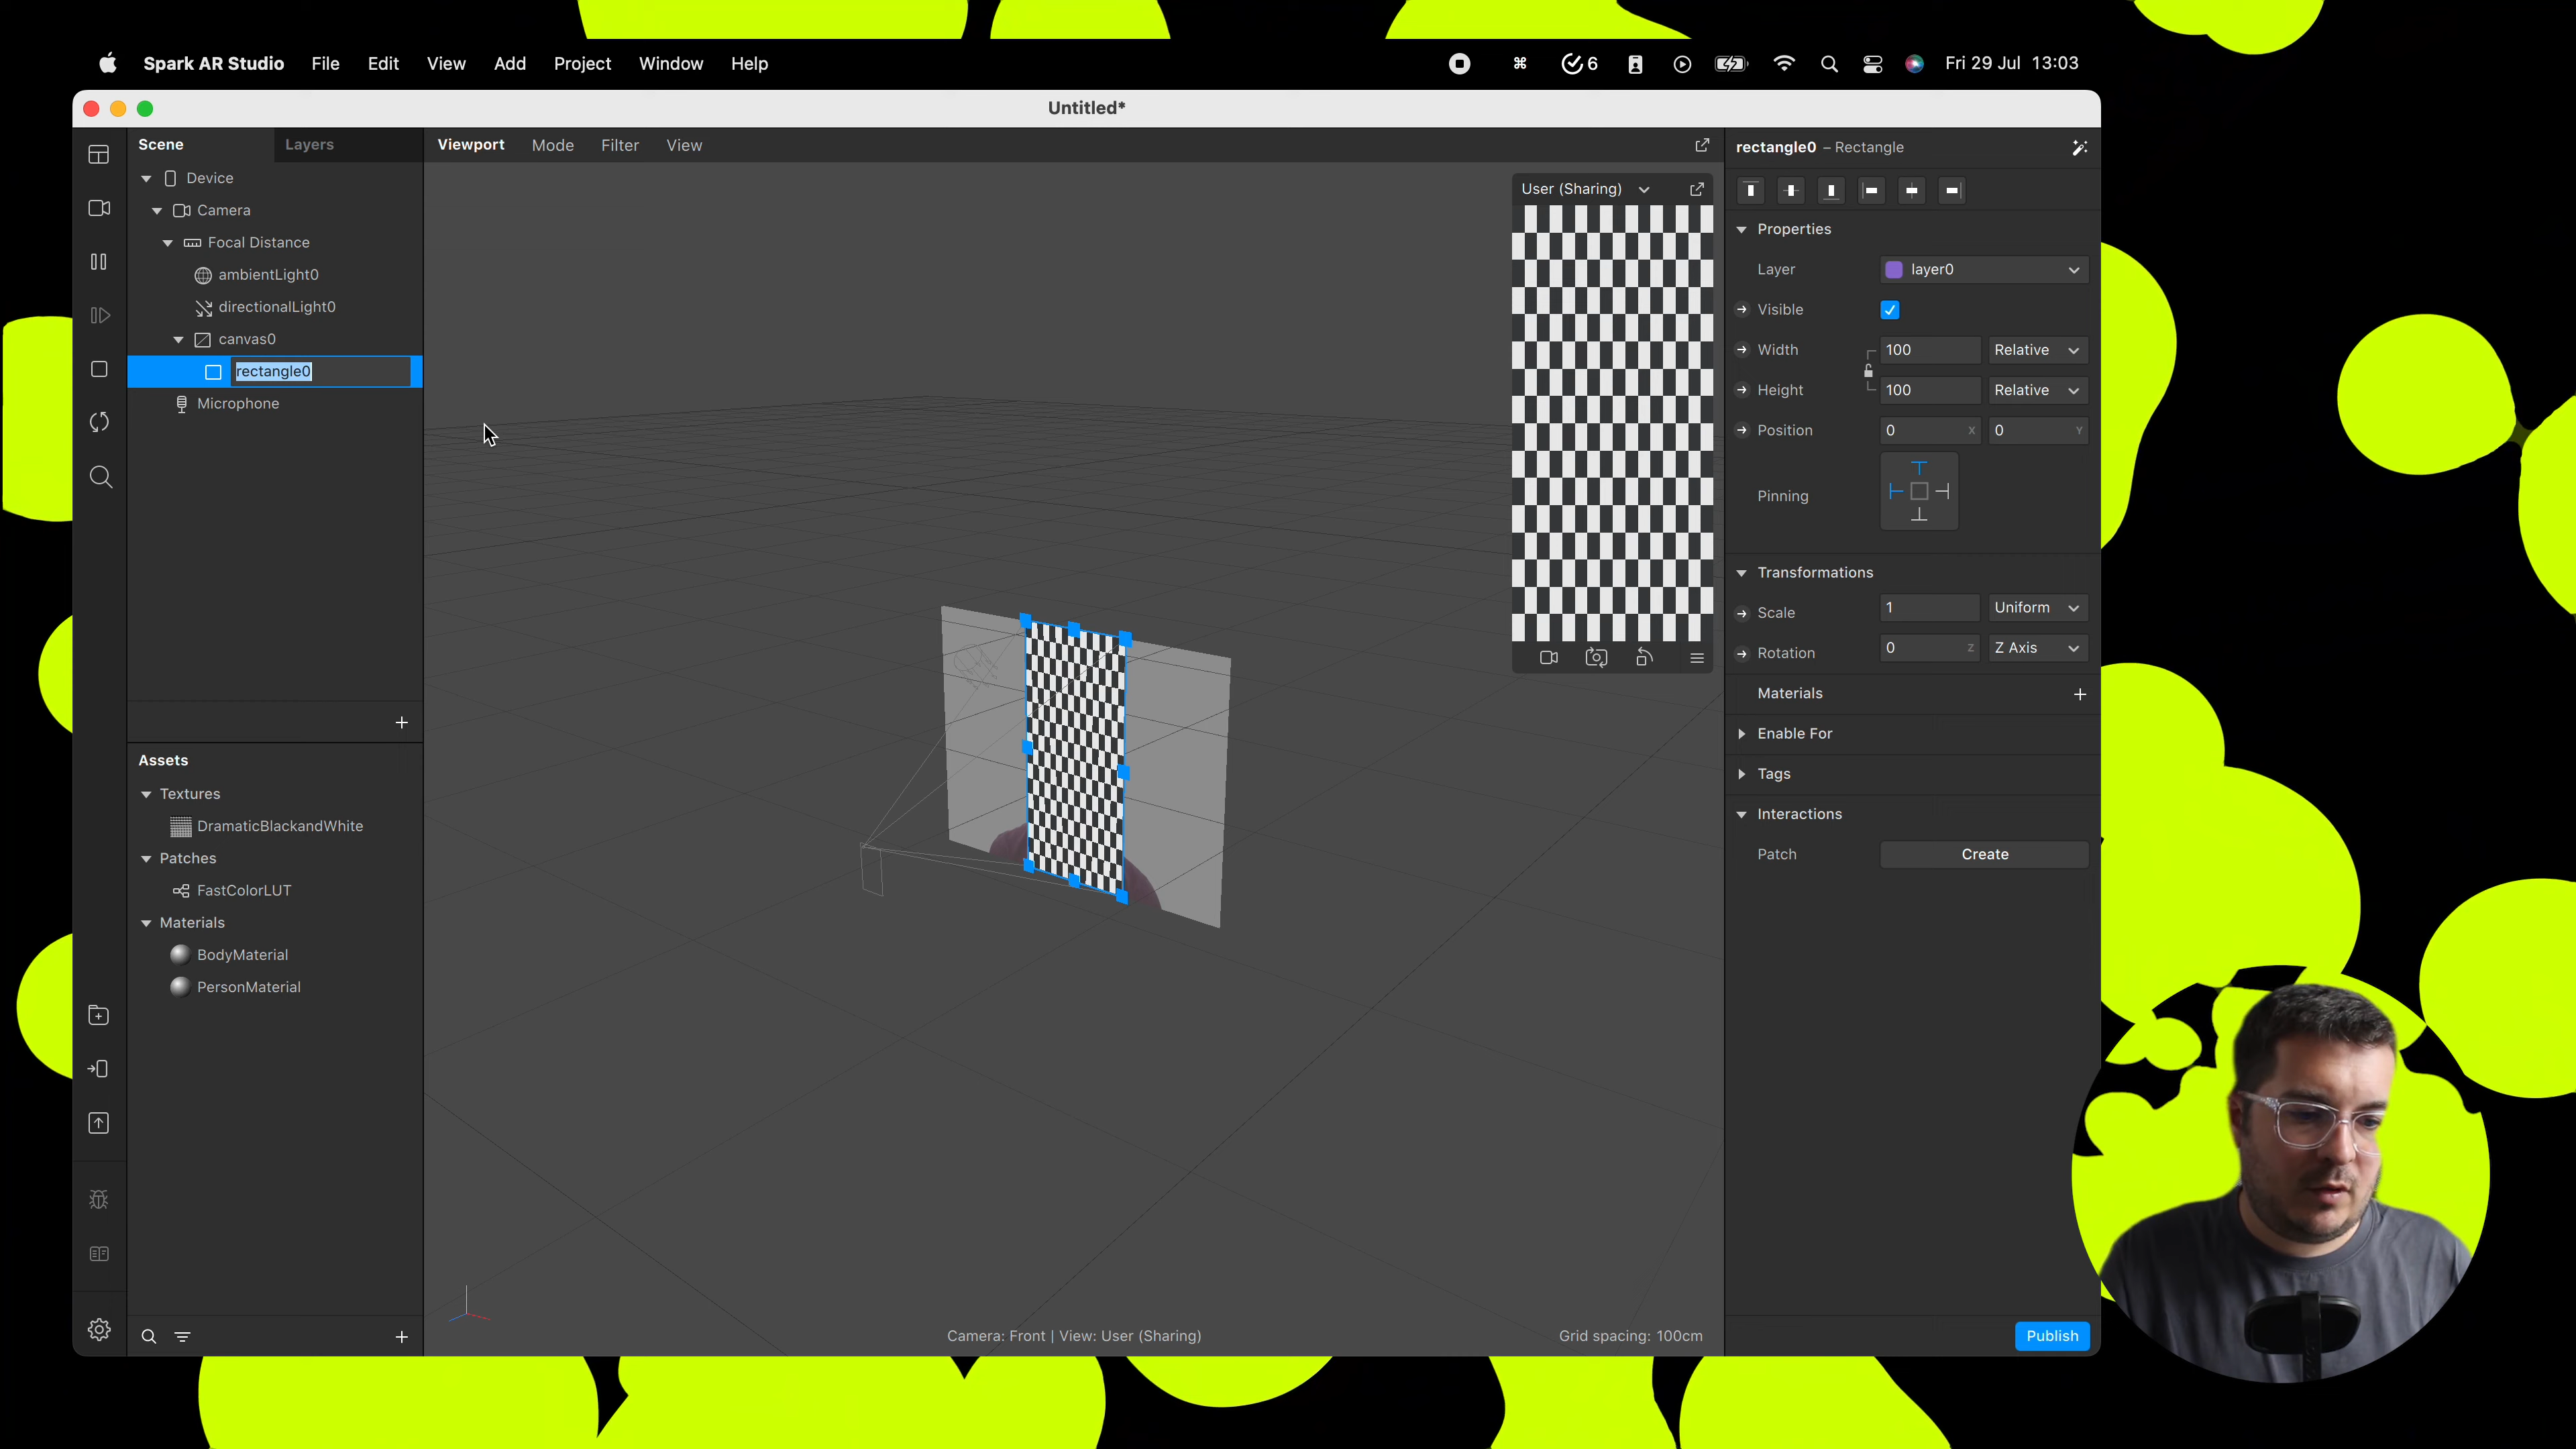 Spark AR Studio File Edit View Add Project Window Help
6 Fri 29 Jul 13:03
Untitled*
Scene Layers
Device
Camera
Focal Distance
ambientLight0
directionalLight0
canvas0
rectangle0
Microphone
Assets
Textures
DramaticBlackandWhite
Patches
FastColorLUT
Materials
BodyMaterial
PersonMaterial
Viewport Mode Filter View
User (Sharing)
Camera: Front | View: User (Sharing)
Grid spacing: 100cm
rectangle0 – Rectangle
Properties
Layer layer0
Visible
Width 100 Relative
Height 100 Relative
Position 0 X 0 Y
Pinning
Transformations
Scale 1 Uniform
Rotation 0 Z Z Axis
Materials
Enable For
Tags
Interactions
Patch Create
Publish